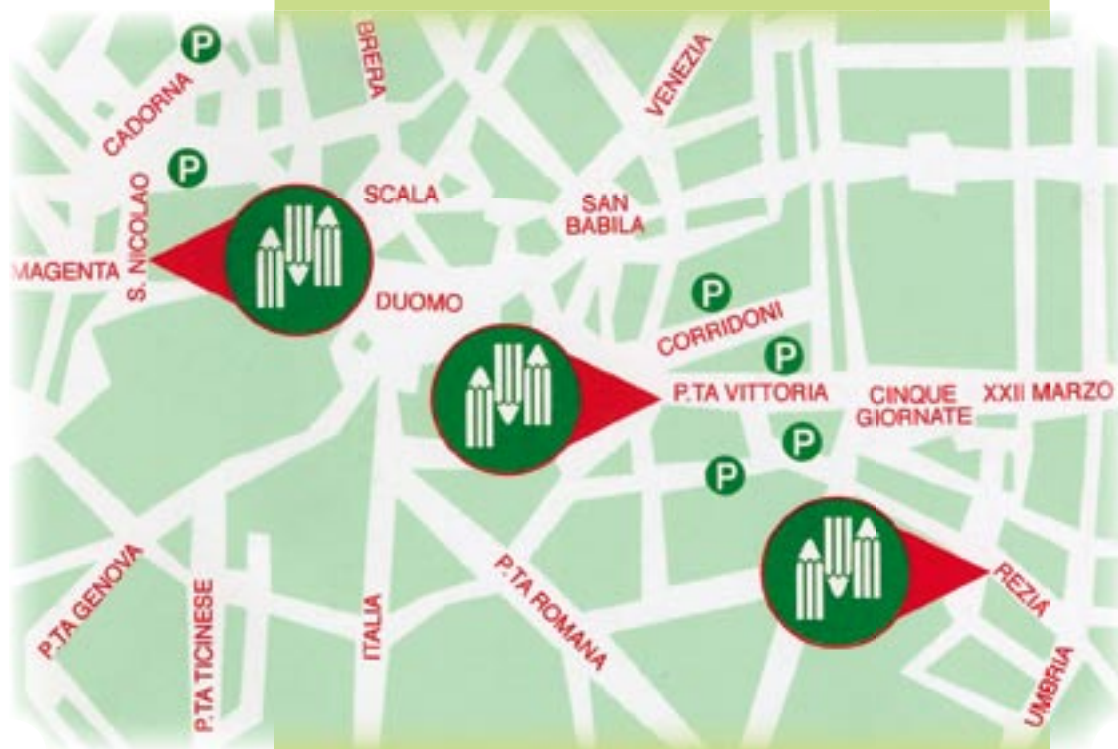 P
CADORNA
BRERA
VENEZIA
P
S. NICOLAO
SCALA
SAN
BABILA
MAGENTA
DUOMO
P
CORRIDONI
P
P.TA VITTORIA
CINQUE
GIORNATE
XXII MARZO
P
P
P.TA GENOVA
P.TA TICINESE
ITALIA
P.TA ROMANA
REZIA
UMBRIA